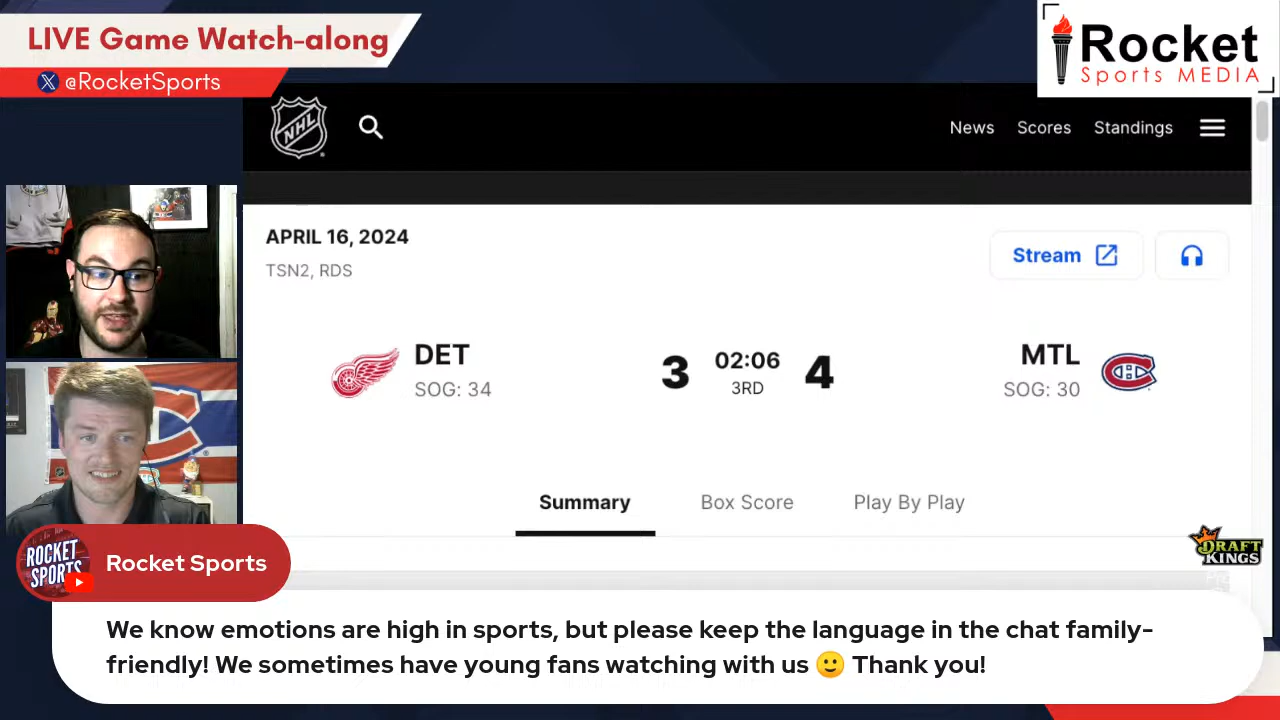 LIVE Game Watch-along
@RocketSports
Rocket
Sports MEDIA
NHL
News Scores Standings
APRIL 16, 2024
TSN2, RDS
Stream
DET
SOG: 34
3
02:06
3RD
4
MTL
SOG: 30
Summary Box Score Play By Play
DRAFT
KINGS
ROCKET
SPORTS
Rocket Sports
We know emotions are high in sports, but please keep the language in the chat family-
friendly! We sometimes have young fans watching with us 🙂 Thank you!